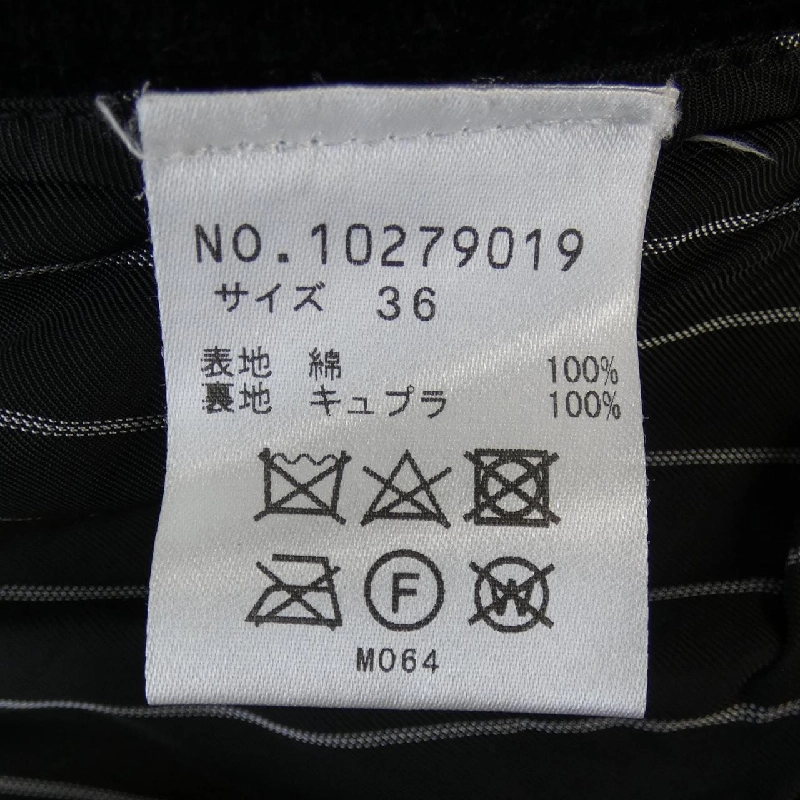 NO.10279019
サイズ 36
表地 綿 100%
裏地 キュプラ 100%
F
W
M064